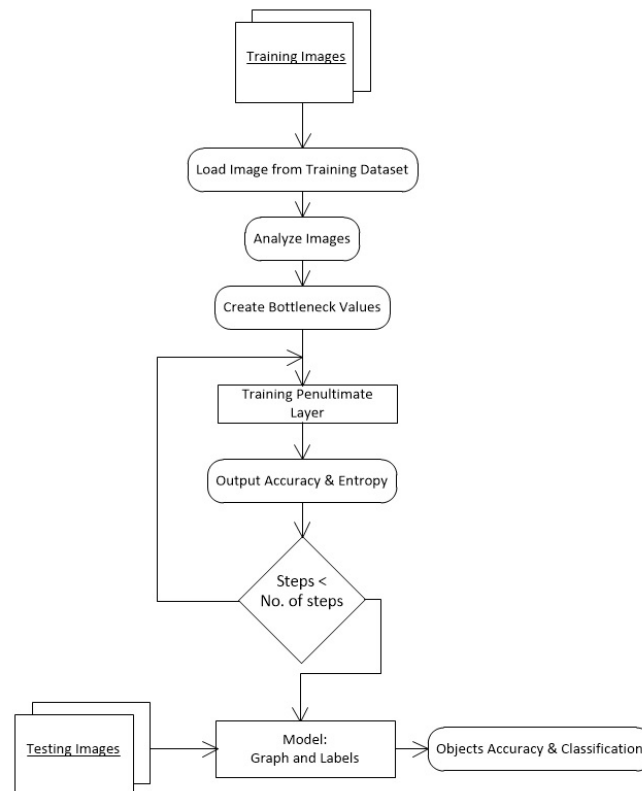 Training Images
Load Image from Training Dataset
Analyze Images
Create Bottleneck Values
Training Penultimate
Layer
Output Accuracy & Entropy
Steps <
No. of steps
Testing Images
Model:
Graph and Labels
Objects Accuracy & Classification